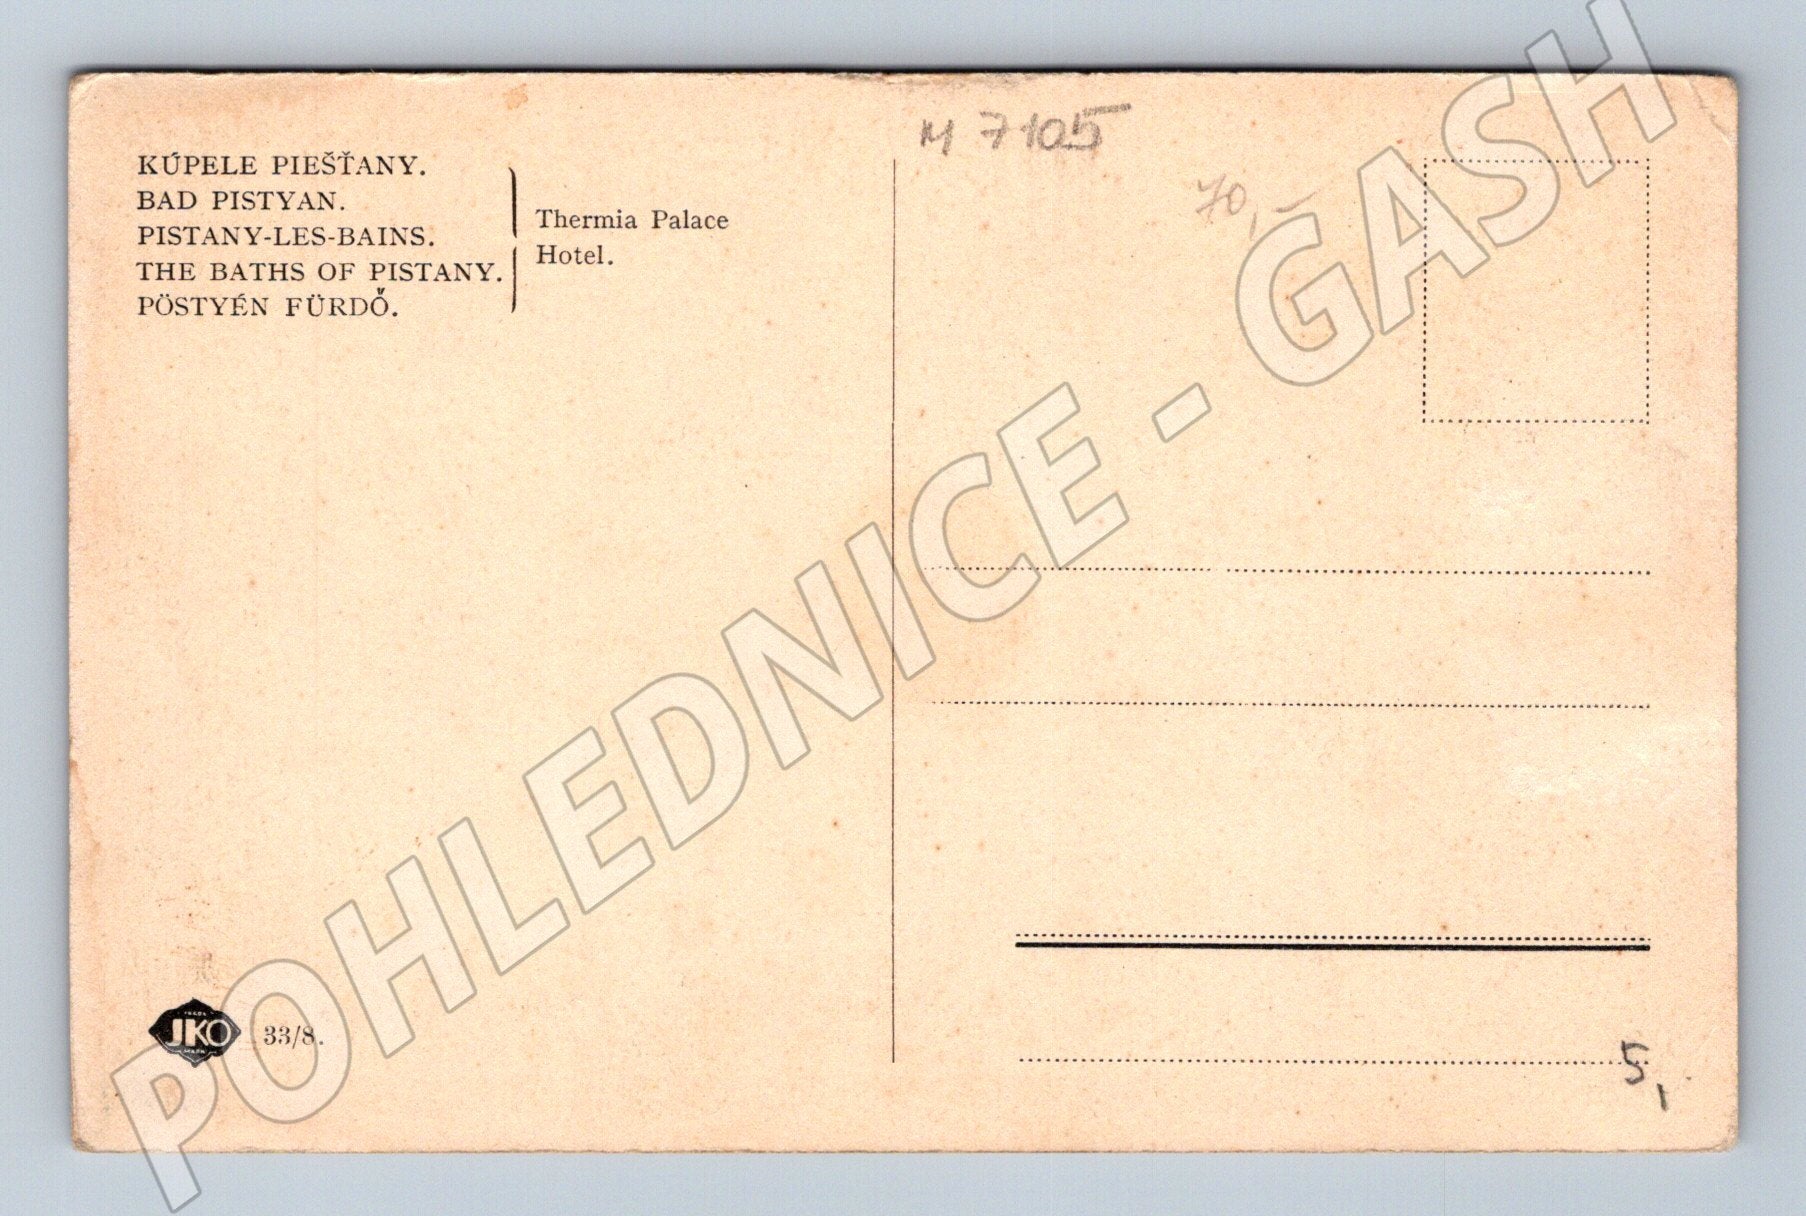 M 7105
70,-
KÚPELE PIEŠŤANY.
BAD PISTYAN.
PISTANY-LES-BAINS.
THE BATHS OF PISTANY.
PÖSTYÉN FÜRDŐ.
Thermia Palace
Hotel.
POHLEDNICE - GASH
JKO
33/8.
5,